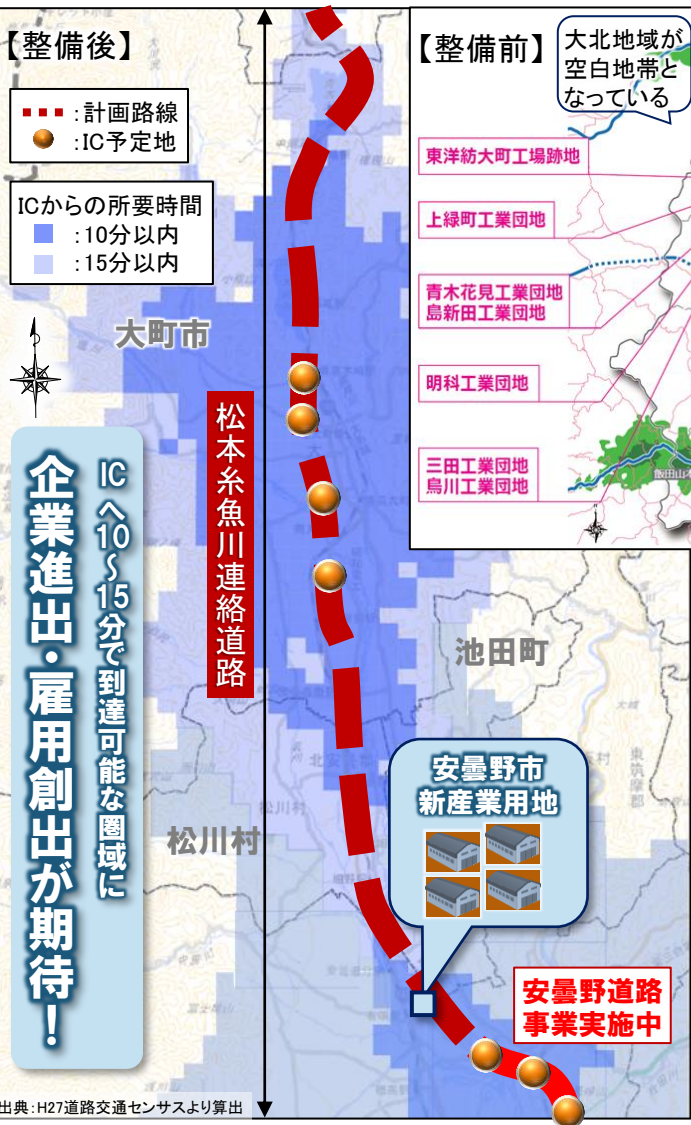 【整備後】
:計画路線
:IC予定地
ICからの所要時間
:10分以内
:15分以内
大町市
松本糸魚川連絡道路
ICへ10～15分で到達可能な圏域に
企業進出・雇用創出が期待！
池田町
松川村
安曇野市
新産業用地
安曇野道路
事業実施中
出典:H27道路交通センサスより算出
【整備前】
大北地域が
空白地帯と
なっている
東洋紡大町工場跡地
上緑町工業団地
青木花見工業団地
島新田工業団地
明科工業団地
三田工業団地
烏川工業団地
松川村
東筑摩郡